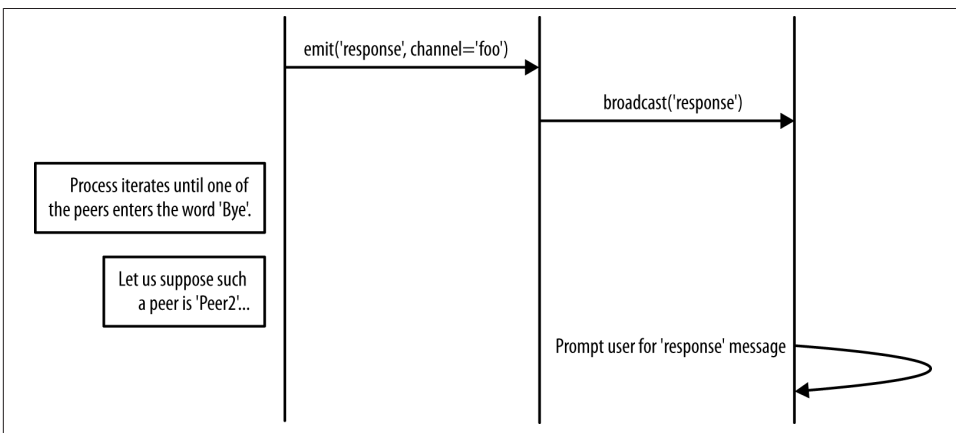 emit('response', channel='foo')
broadcast('response')
Process iterates until one of
the peers enters the word 'Bye'.
Let us suppose such
a peer is 'Peer2'...
Prompt user for 'response' message